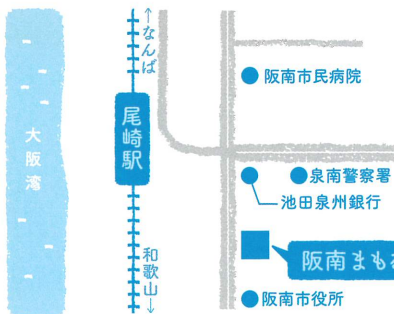 ←なんば
大阪湾
尾崎駅
和歌山→
阪南市民病院
泉南警察署
池田泉州銀行
阪南まも
阪南市役所